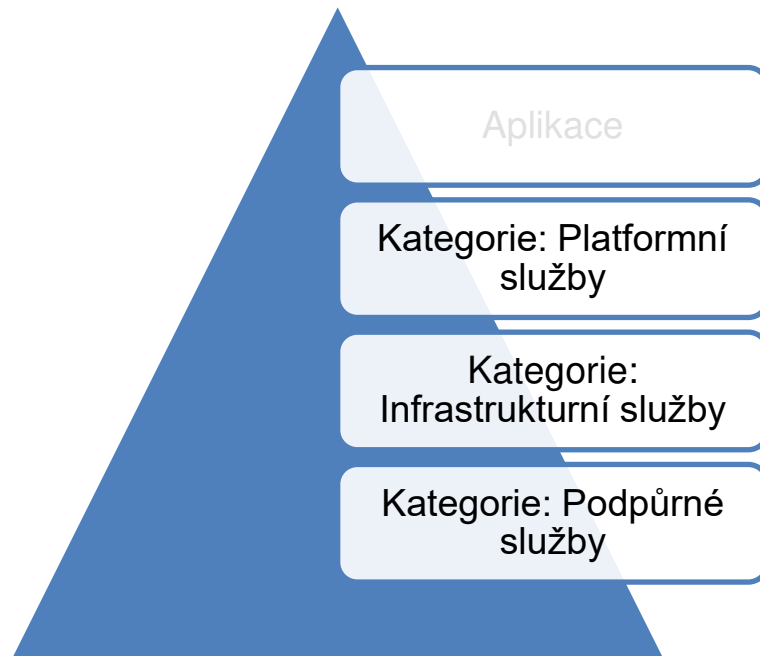 Aplikace
Kategorie: Platformní
služby
Kategorie:
Infrastrukturní služby
Kategorie: Podpůrné
služby